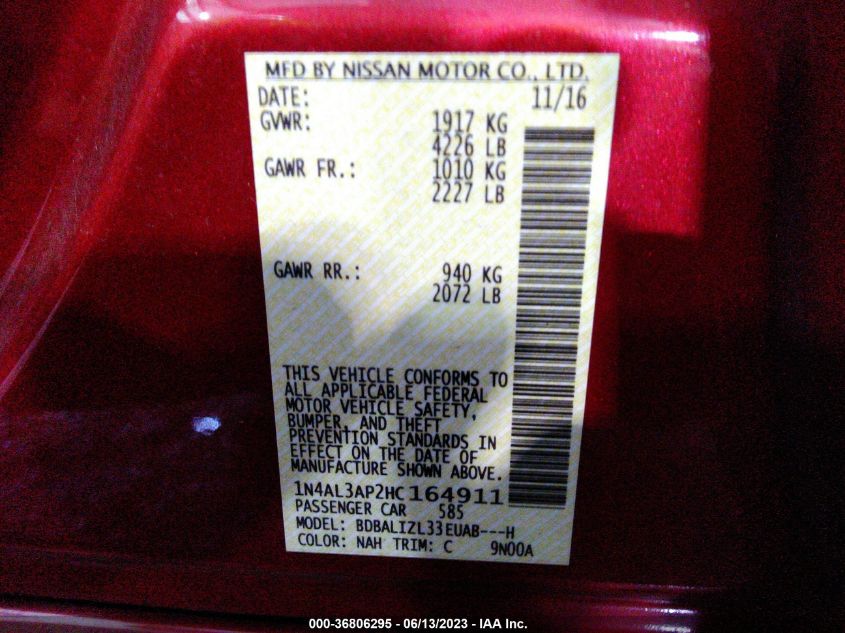 MFD BY NISSAN MOTOR CO., LTD.
DATE: 11/16
GVWR: 1917 KG
4226 LB
GAWR FR.: 1010 KG
2227 LB
GAWR RR.: 940 KG
2072 LB
THIS VEHICLE CONFORMS TO
ALL APPLICABLE FEDERAL
MOTOR VEHICLE SAFETY,
BUMPER, AND THEFT
PREVENTION STANDARDS IN
EFFECT ON THE DATE OF
MANUFACTURE SHOWN ABOVE.
1N4AL3AP2HC164911
PASSENGER CAR 585
MODEL: BDBALIZL33EUAB---H
COLOR: NAH TRIM: C 9N00A
000-36806295 - 06/13/2023 - IAA Inc.